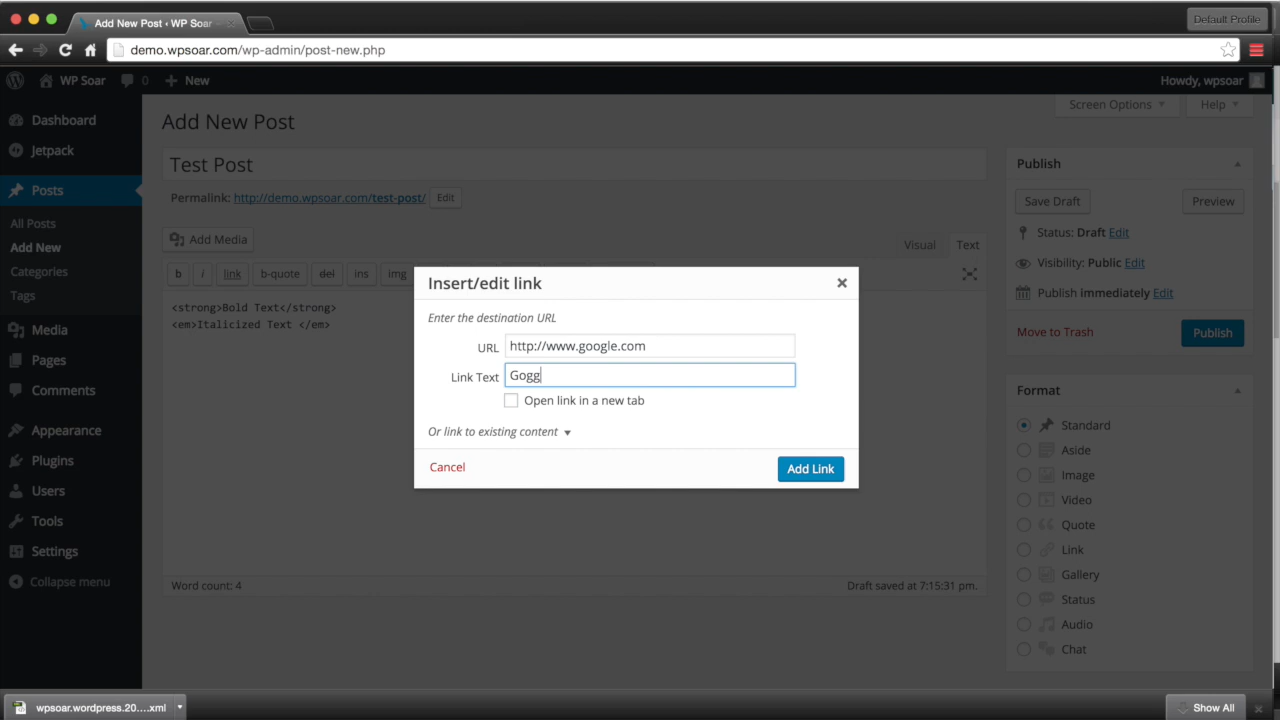 Add New Post ‹ WP Soar
Default Profile
demo.wpsoar.com/wp-admin/post-new.php
WP Soar 0 New
Howdy, wpsoar
Dashboard
Jetpack
Posts
All Posts
Add New
Categories
Tags
Media
Pages
Comments
Appearance
Plugins
Users
Tools
Settings
Collapse menu
Screen Options
Help
Add New Post
Test Post
Permalink: http://demo.wpsoar.com/test-post/ Edit
Add Media
Visual Text
b i link b-quote del ins img
<strong>Bold Text</strong>
<em>Italicized Text </em>
Insert/edit link
Enter the destination URL
URL http://www.google.com
Link Text Gogg
Open link in a new tab
Or link to existing content
Cancel Add Link
Word count: 4
Draft saved at 7:15:31 pm.
Publish
Save Draft Preview
Status: Draft Edit
Visibility: Public Edit
Publish immediately Edit
Move to Trash Publish
Format
Standard
Aside
Image
Video
Quote
Link
Gallery
Status
Audio
Chat
wpsoar.wordpress.20....xml
Show All